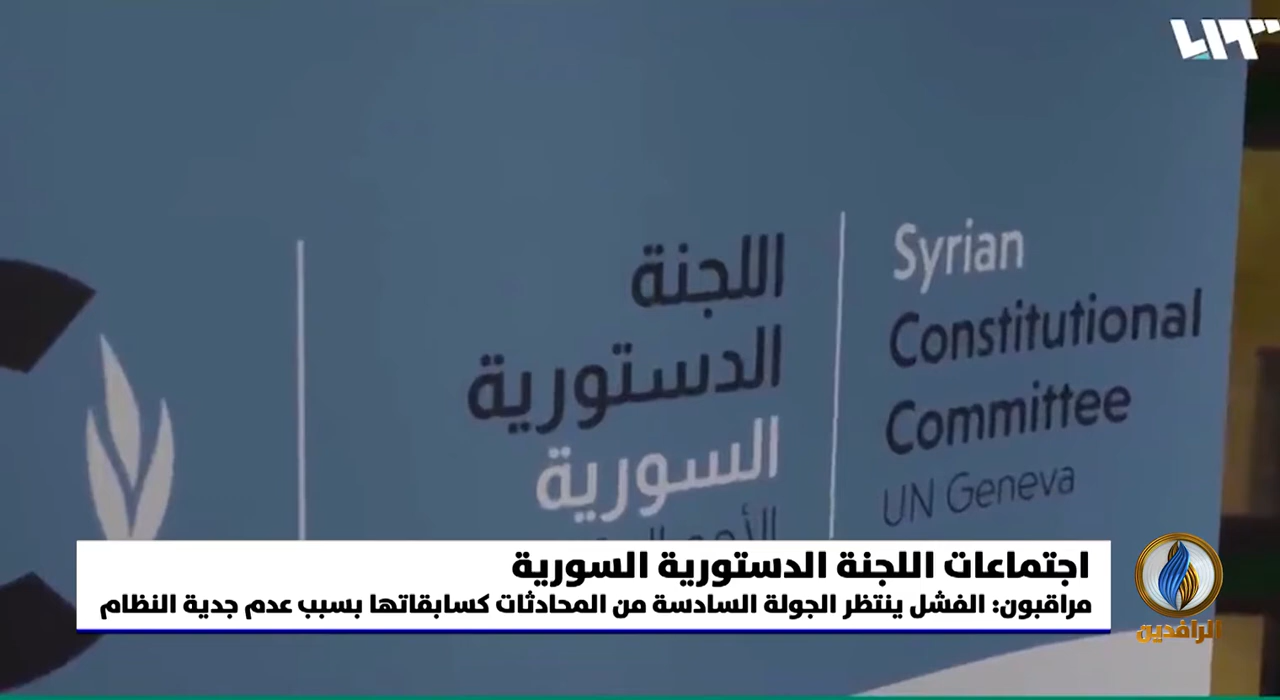 اللجنة
الدستورية
السورية
Syrian
Constitutional
Committee
UN Geneva
اجتماعات اللجنة الدستورية السورية
مراقبون: الفشل ينتظر الجولة السادسة من المحادثات كسابقاتها بسبب عدم جدية النظام
الرافدين